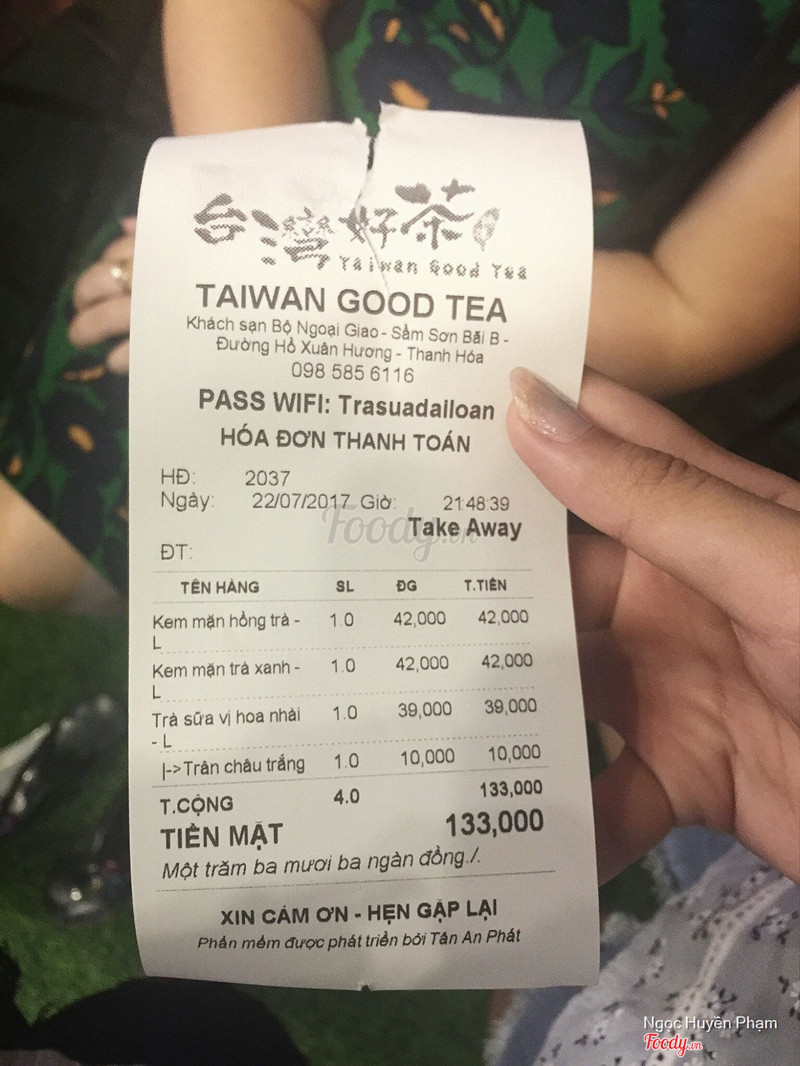 台灣好茶
Taiwan Good Tea
TAIWAN GOOD TEA
Khách sạn Bộ Ngoại Giao - Sầm Sơn Bãi B -
Đường Hồ Xuân Hương - Thanh Hóa
098 585 6116
PASS WIFI: Trasuadailoan
HÓA ĐƠN THANH TOÁN
HĐ: 2037
Ngày: 22/07/2017 Giờ: 21:48:39
Foody.vn
Take Away
ĐT:
TÊN HÀNG SL ĐG T.TIỀN
Kem mặn hồng trà - 1.0 42,000 42,000
L
Kem mặn trà xanh - 1.0 42,000 42,000
L
Trà sữa vị hoa nhài 1.0 39,000 39,000
- L
|->Trân châu trắng 1.0 10,000 10,000
T.CỘNG 4.0 133,000
TIỀN MẶT 133,000
Một trăm ba mươi ba ngàn đồng./.
XIN CẢM ƠN - HẸN GẶP LẠI
Phần mềm được phát triển bởi Tân An Phát
Ngọc Huyền Phạm
Foody.vn